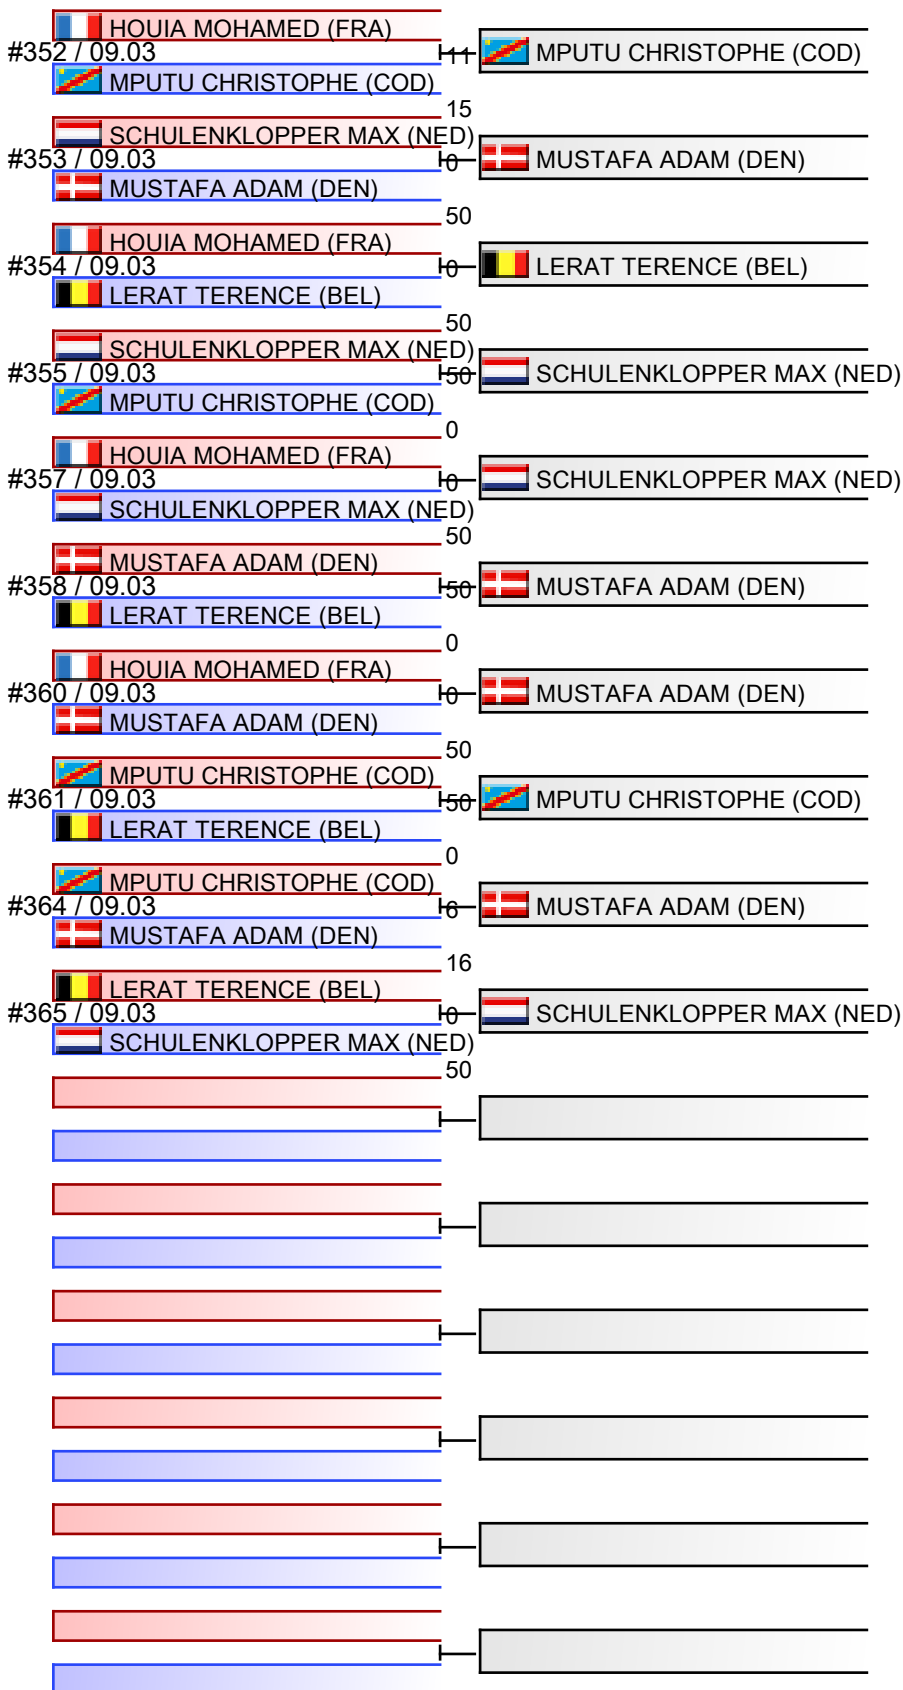 HOUIA MOHAMED (FRA)
#352 / 09.03
11
MPUTU CHRISTOPHE (COD)
MPUTU CHRISTOPHE (COD)
15
SCHULENKLOPPER MAX (NED)
#353 / 09.03
0
MUSTAFA ADAM (DEN)
MUSTAFA ADAM (DEN)
50
HOUIA MOHAMED (FRA)
#354 / 09.03
0
LERAT TERENCE (BEL)
LERAT TERENCE (BEL)
50
SCHULENKLOPPER MAX (NED)
#355 / 09.03
50
SCHULENKLOPPER MAX (NED)
MPUTU CHRISTOPHE (COD)
0
HOUIA MOHAMED (FRA)
#357 / 09.03
0
SCHULENKLOPPER MAX (NED)
SCHULENKLOPPER MAX (NED)
50
MUSTAFA ADAM (DEN)
#358 / 09.03
50
MUSTAFA ADAM (DEN)
LERAT TERENCE (BEL)
0
HOUIA MOHAMED (FRA)
#360 / 09.03
0
MUSTAFA ADAM (DEN)
MUSTAFA ADAM (DEN)
50
MPUTU CHRISTOPHE (COD)
#361 / 09.03
50
MPUTU CHRISTOPHE (COD)
LERAT TERENCE (BEL)
0
MPUTU CHRISTOPHE (COD)
#364 / 09.03
6
MUSTAFA ADAM (DEN)
MUSTAFA ADAM (DEN)
16
LERAT TERENCE (BEL)
#365 / 09.03
0
SCHULENKLOPPER MAX (NED)
SCHULENKLOPPER MAX (NED)
50